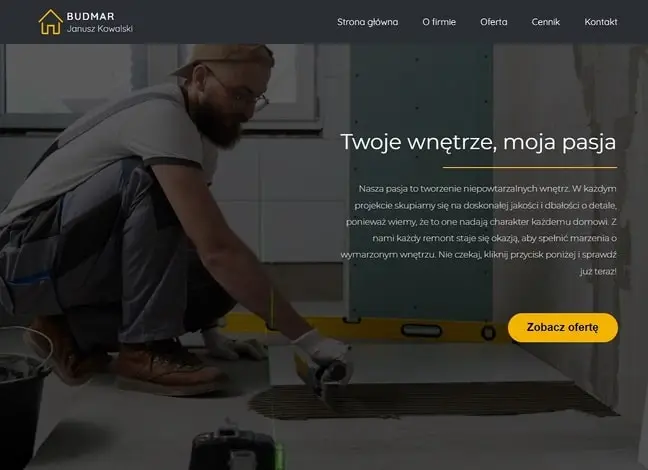 BUDMAR
Janusz Kowalski
Strona główna O firmie Oferta Cennik Kontakt
Twoje wnętrze, moja pasja
Nasza pasja to tworzenie niepowtarzalnych wnętrz. W każdym
projekcie skupiamy się na doskonałej jakości i dbałości o detale,
ponieważ wiemy, że to one nadają charakter każdemu domowi. Z
nami każdy remont staje się okazją, aby spełnić marzenia o
wymarzonym wnętrzu. Nie czekaj, kliknij przycisk poniżej i sprawdź
już teraz!
Zobacz ofertę